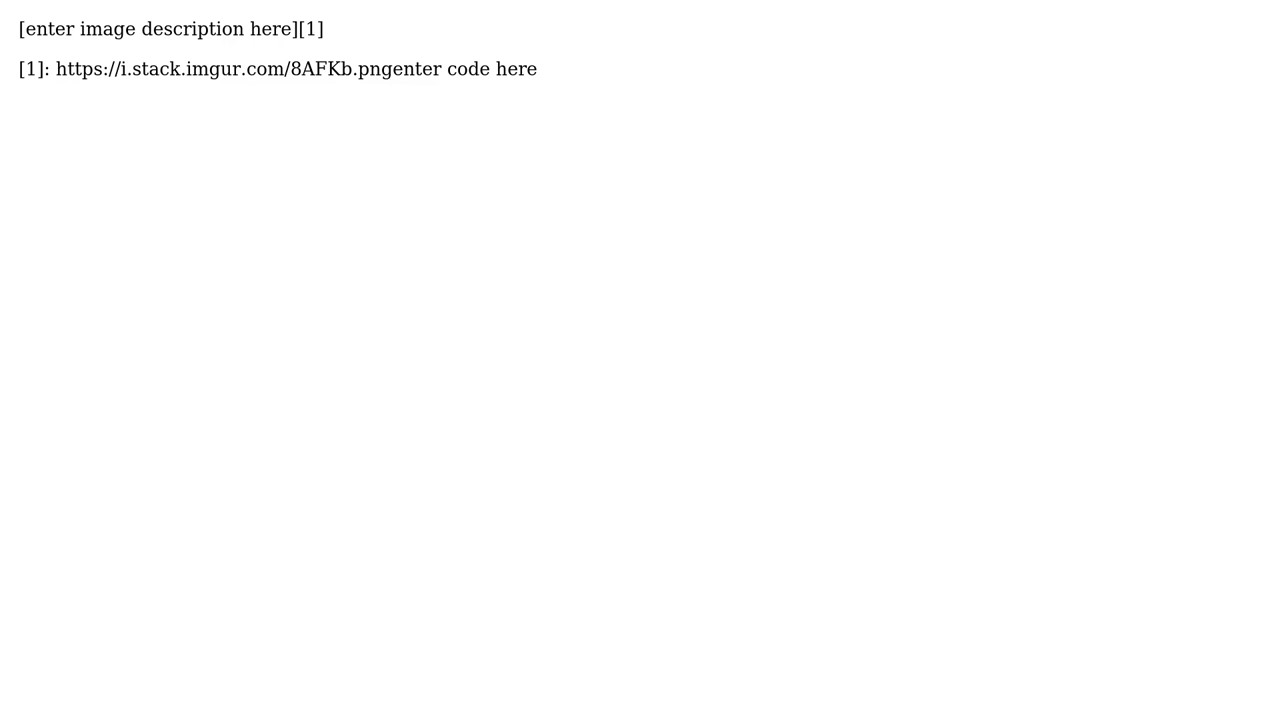 [enter image description here][1]
[1]: https://i.stack.imgur.com/8AFKb.pngenter code here